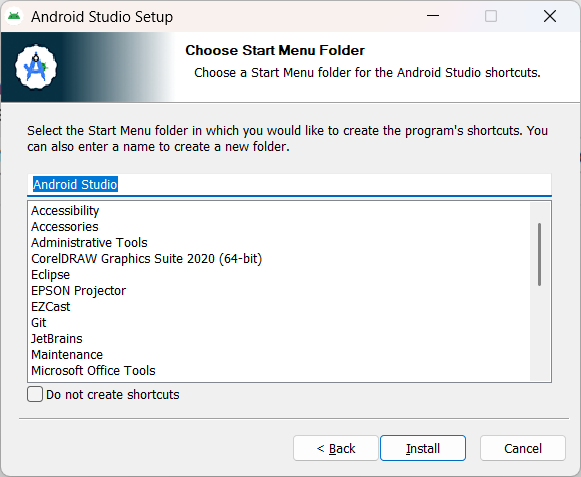 Android Studio Setup
Choose Start Menu Folder
Choose a Start Menu folder for the Android Studio shortcuts.
Select the Start Menu folder in which you would like to create the program's shortcuts. You
can also enter a name to create a new folder.
Android Studio
Accessibility
Accessories
Administrative Tools
CorelDRAW Graphics Suite 2020 (64-bit)
Eclipse
EPSON Projector
EZCast
Git
JetBrains
Maintenance
Microsoft Office Tools
Do not create shortcuts
< Back Install Cancel